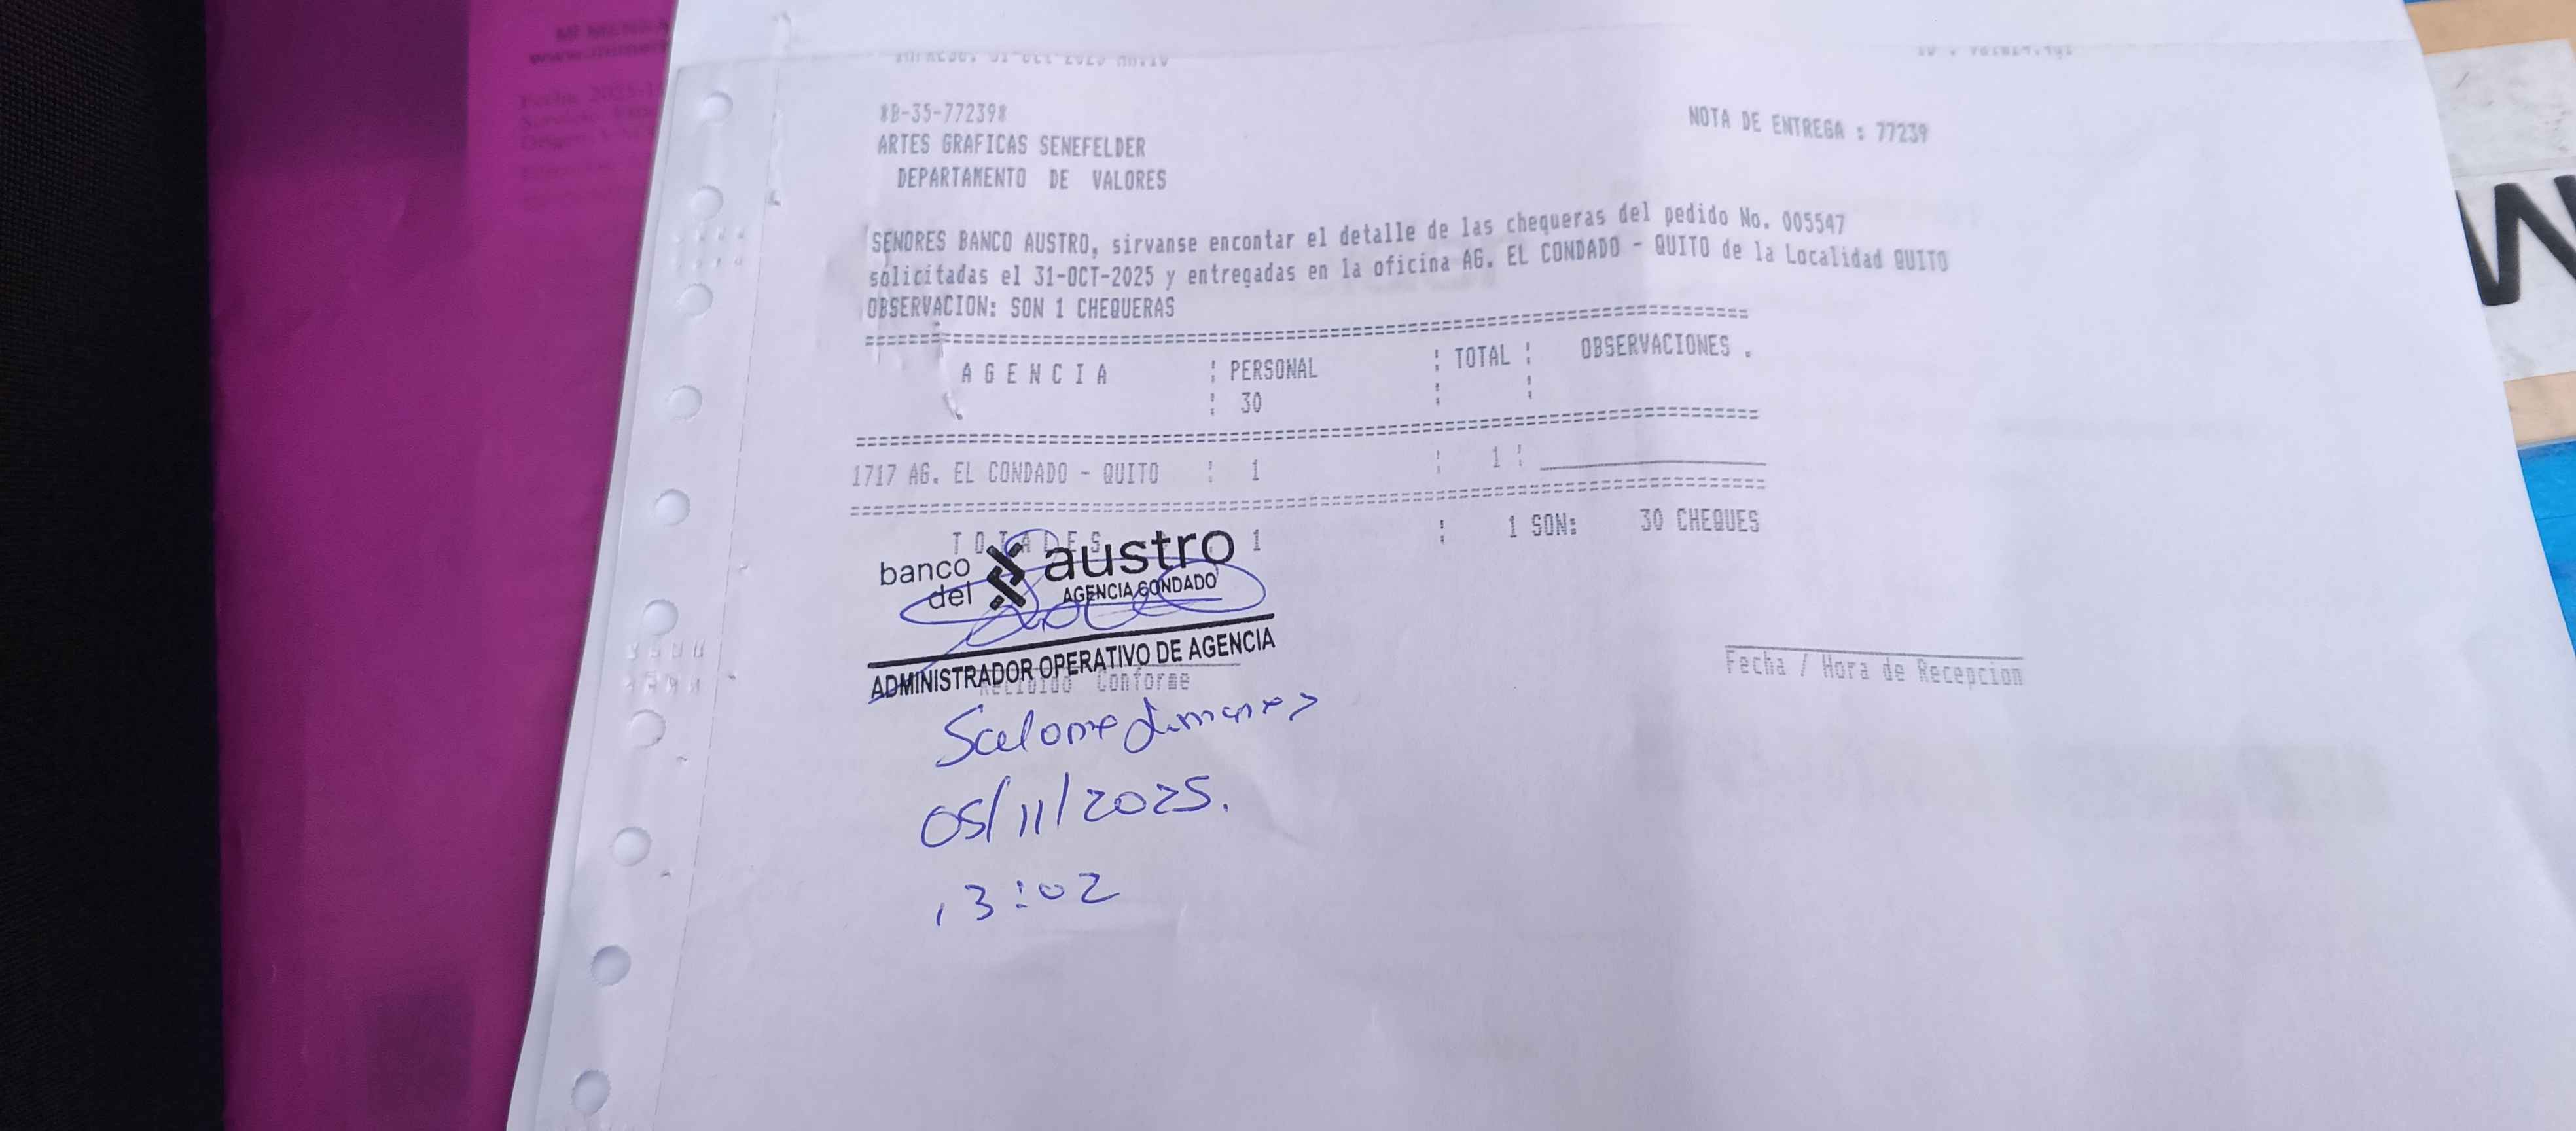 *B-35-77239*
NOTA DE ENTREGA : 77239
ARTES GRAFICAS SENEFELDER
DEPARTAMENTO DE VALORES
SENORES BANCO AUSTRO, sirvanse encontar el detalle de las chequeras del pedido No. 005547
solicitadas el 31-OCT-2025 y entregadas en la oficina AG. EL CONDADO - QUITO de la Localidad QUITO
OBSERVACION: SON 1 CHEQUERAS
A G E N C I A : PERSONAL : TOTAL : OBSERVACIONES .
: 30 : :
1717 AG. EL CONDADO - QUITO : 1 : 1 :
T O T A L E S 1 : 1 SON: 30 CHEQUES
banco del austro
AGENCIA CONDADO
ADMINISTRADOR OPERATIVO DE AGENCIA
Recibido Conforme
Fecha / Hora de Recepcion
Salome Jimenez
05/11/2025.
13:02